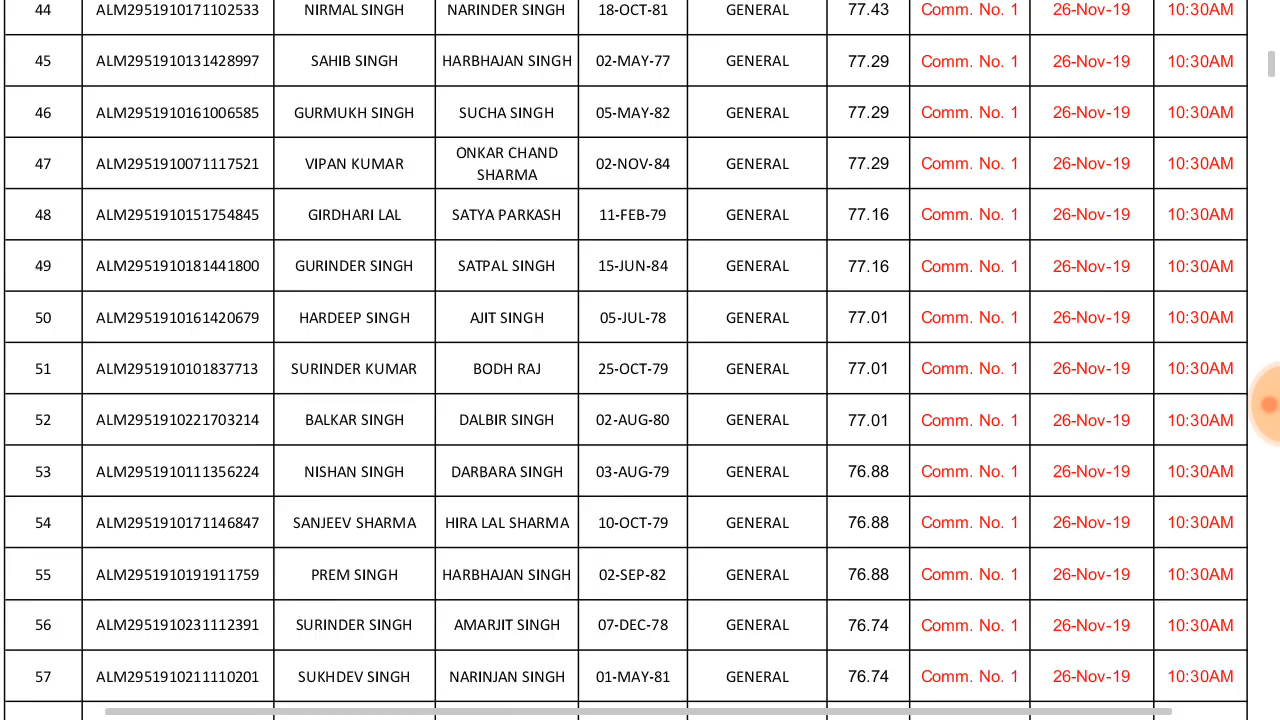 44 ALM2951910171102533 NIRMAL SINGH NARINDER SINGH 18-OCT-81 GENERAL 77.43 Comm. No. 1 26-Nov-19 10:30AM
45 ALM2951910131428997 SAHIB SINGH HARBHAJAN SINGH 02-MAY-77 GENERAL 77.29 Comm. No. 1 26-Nov-19 10:30AM
46 ALM2951910161006585 GURMUKH SINGH SUCHA SINGH 05-MAY-82 GENERAL 77.29 Comm. No. 1 26-Nov-19 10:30AM
47 ALM2951910071117521 VIPAN KUMAR ONKAR CHAND SHARMA 02-NOV-84 GENERAL 77.29 Comm. No. 1 26-Nov-19 10:30AM
48 ALM2951910151754845 GIRDHARI LAL SATYA PARKASH 11-FEB-79 GENERAL 77.16 Comm. No. 1 26-Nov-19 10:30AM
49 ALM2951910181441800 GURINDER SINGH SATPAL SINGH 15-JUN-84 GENERAL 77.16 Comm. No. 1 26-Nov-19 10:30AM
50 ALM2951910161420679 HARDEEP SINGH AJIT SINGH 05-JUL-78 GENERAL 77.01 Comm. No. 1 26-Nov-19 10:30AM
51 ALM2951910101837713 SURINDER KUMAR BODH RAJ 25-OCT-79 GENERAL 77.01 Comm. No. 1 26-Nov-19 10:30AM
52 ALM2951910221703214 BALKAR SINGH DALBIR SINGH 02-AUG-80 GENERAL 77.01 Comm. No. 1 26-Nov-19 10:30AM
53 ALM2951910111356224 NISHAN SINGH DARBARA SINGH 03-AUG-79 GENERAL 76.88 Comm. No. 1 26-Nov-19 10:30AM
54 ALM2951910171146847 SANJEEV SHARMA HIRA LAL SHARMA 10-OCT-79 GENERAL 76.88 Comm. No. 1 26-Nov-19 10:30AM
55 ALM2951910191911759 PREM SINGH HARBHAJAN SINGH 02-SEP-82 GENERAL 76.88 Comm. No. 1 26-Nov-19 10:30AM
56 ALM2951910231112391 SURINDER SINGH AMARJIT SINGH 07-DEC-78 GENERAL 76.74 Comm. No. 1 26-Nov-19 10:30AM
57 ALM2951910211110201 SUKHDEV SINGH NARINJAN SINGH 01-MAY-81 GENERAL 76.74 Comm. No. 1 26-Nov-19 10:30AM